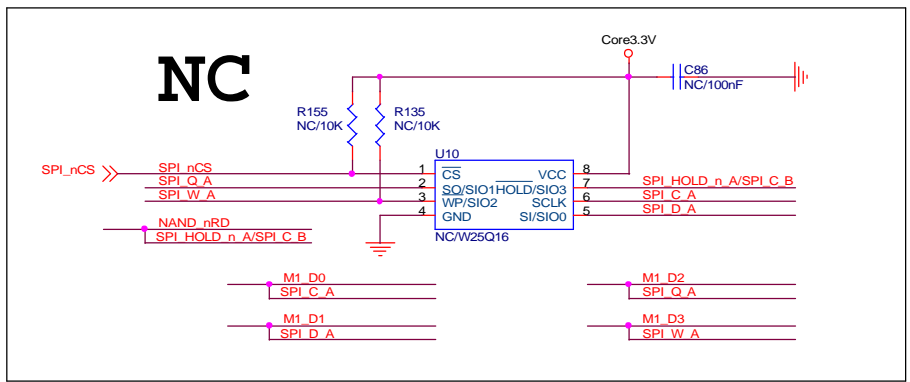 NC
Core3.3V
C86
NC/100nF
R155
NC/10K
R135
NC/10K
U10
SPI_nCS
SPI_nCS
1
CS
VCC
8
SPI_Q_A
2
SO/SIO1
HOLD/SIO3
7
SPI_HOLD_n_A/SPI_C_B
SPI_W_A
3
WP/SIO2
SCLK
6
SPI_C_A
4
GND
SI/SIO0
5
SPI_D_A
NC/W25Q16
NAND_nRD
SPI_HOLD_n_A/SPI_C_B
M1_D0
SPI_C_A
M1_D2
SPI_Q_A
M1_D1
SPI_D_A
M1_D3
SPI_W_A